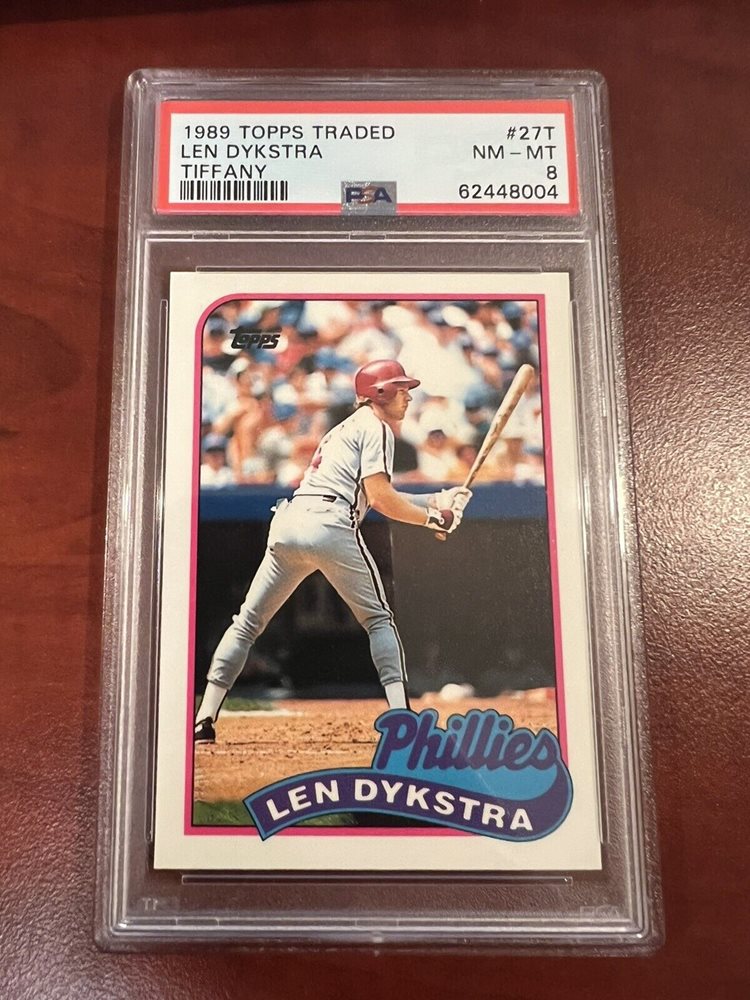 1989 TOPPS TRADED #27T
LEN DYKSTRA NM - MT
TIFFANY 8
PSA 62448004
TOPPS
Phillies
LEN DYKSTRA